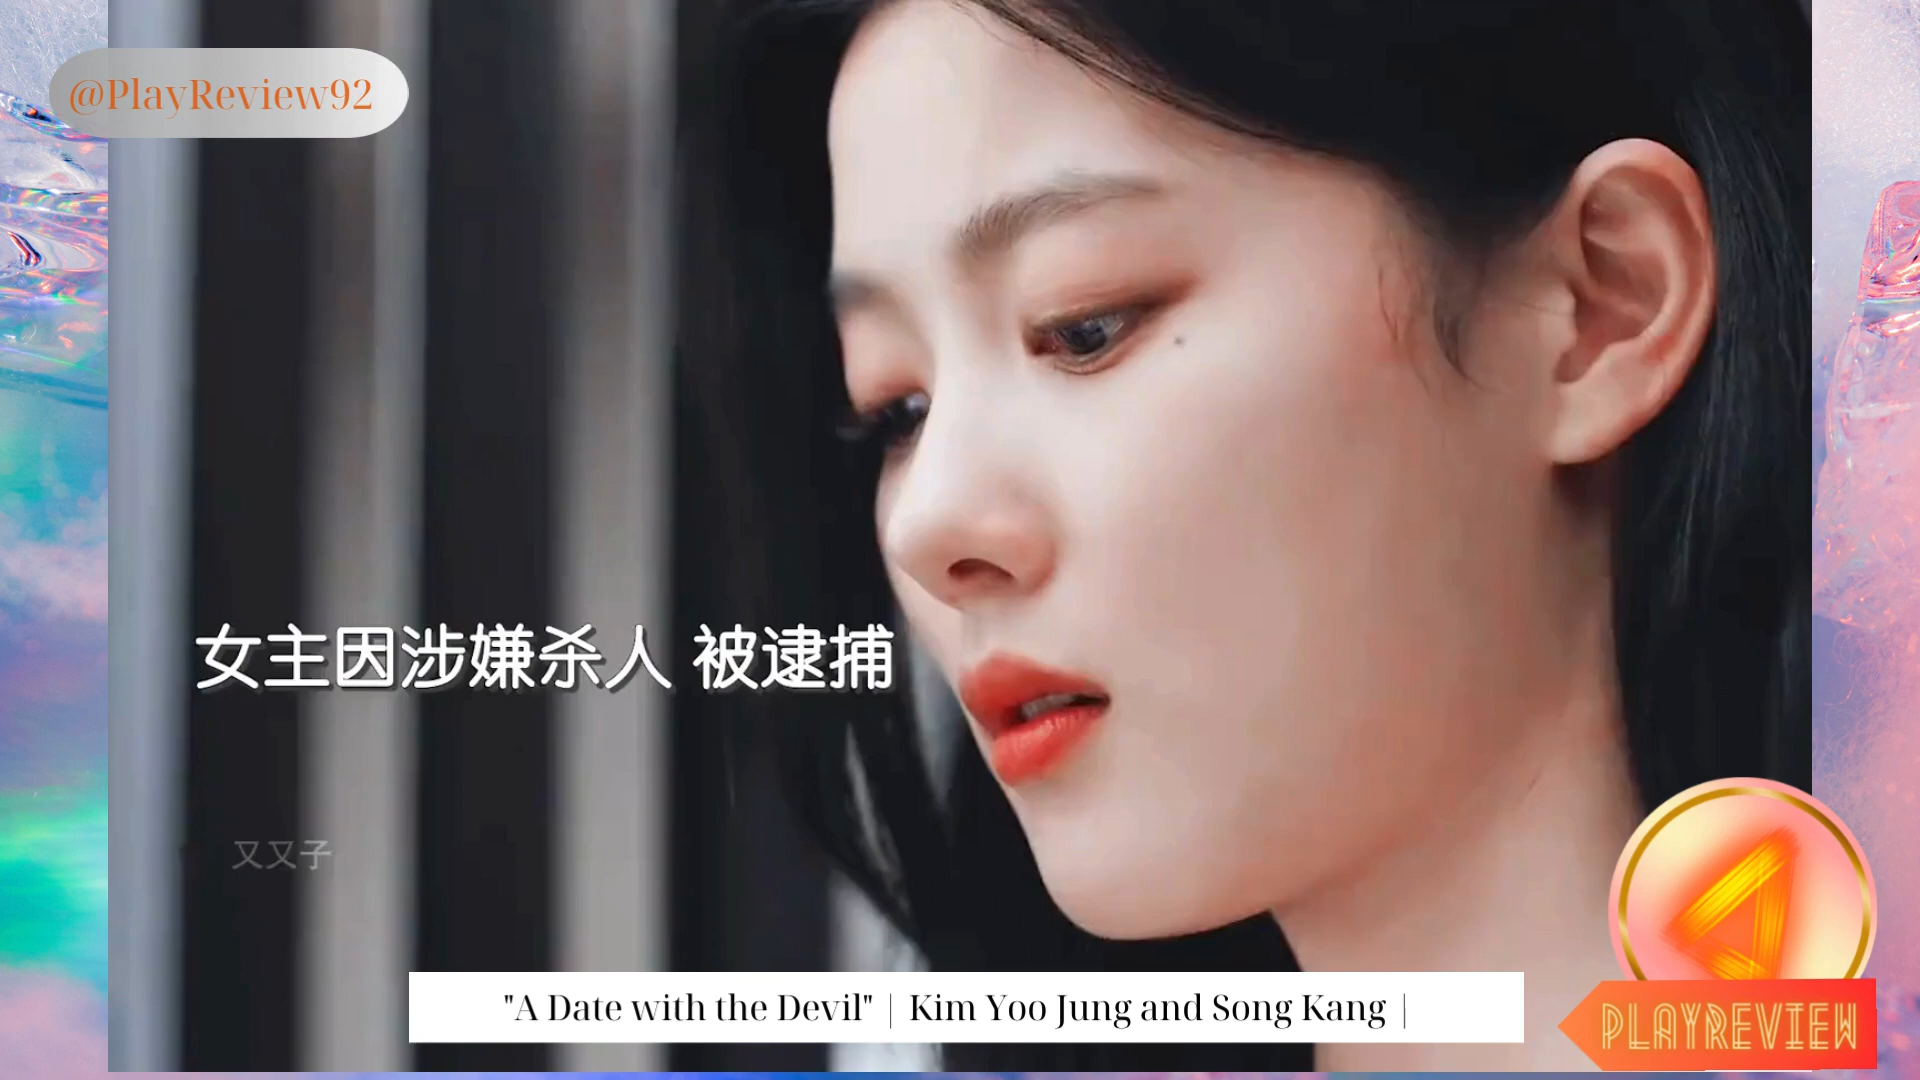 @PlayReview92
女主因涉嫌杀人 被逮捕
又又子
"A Date with the Devil" | Kim Yoo Jung and Song Kang |
PLAYREVIEW